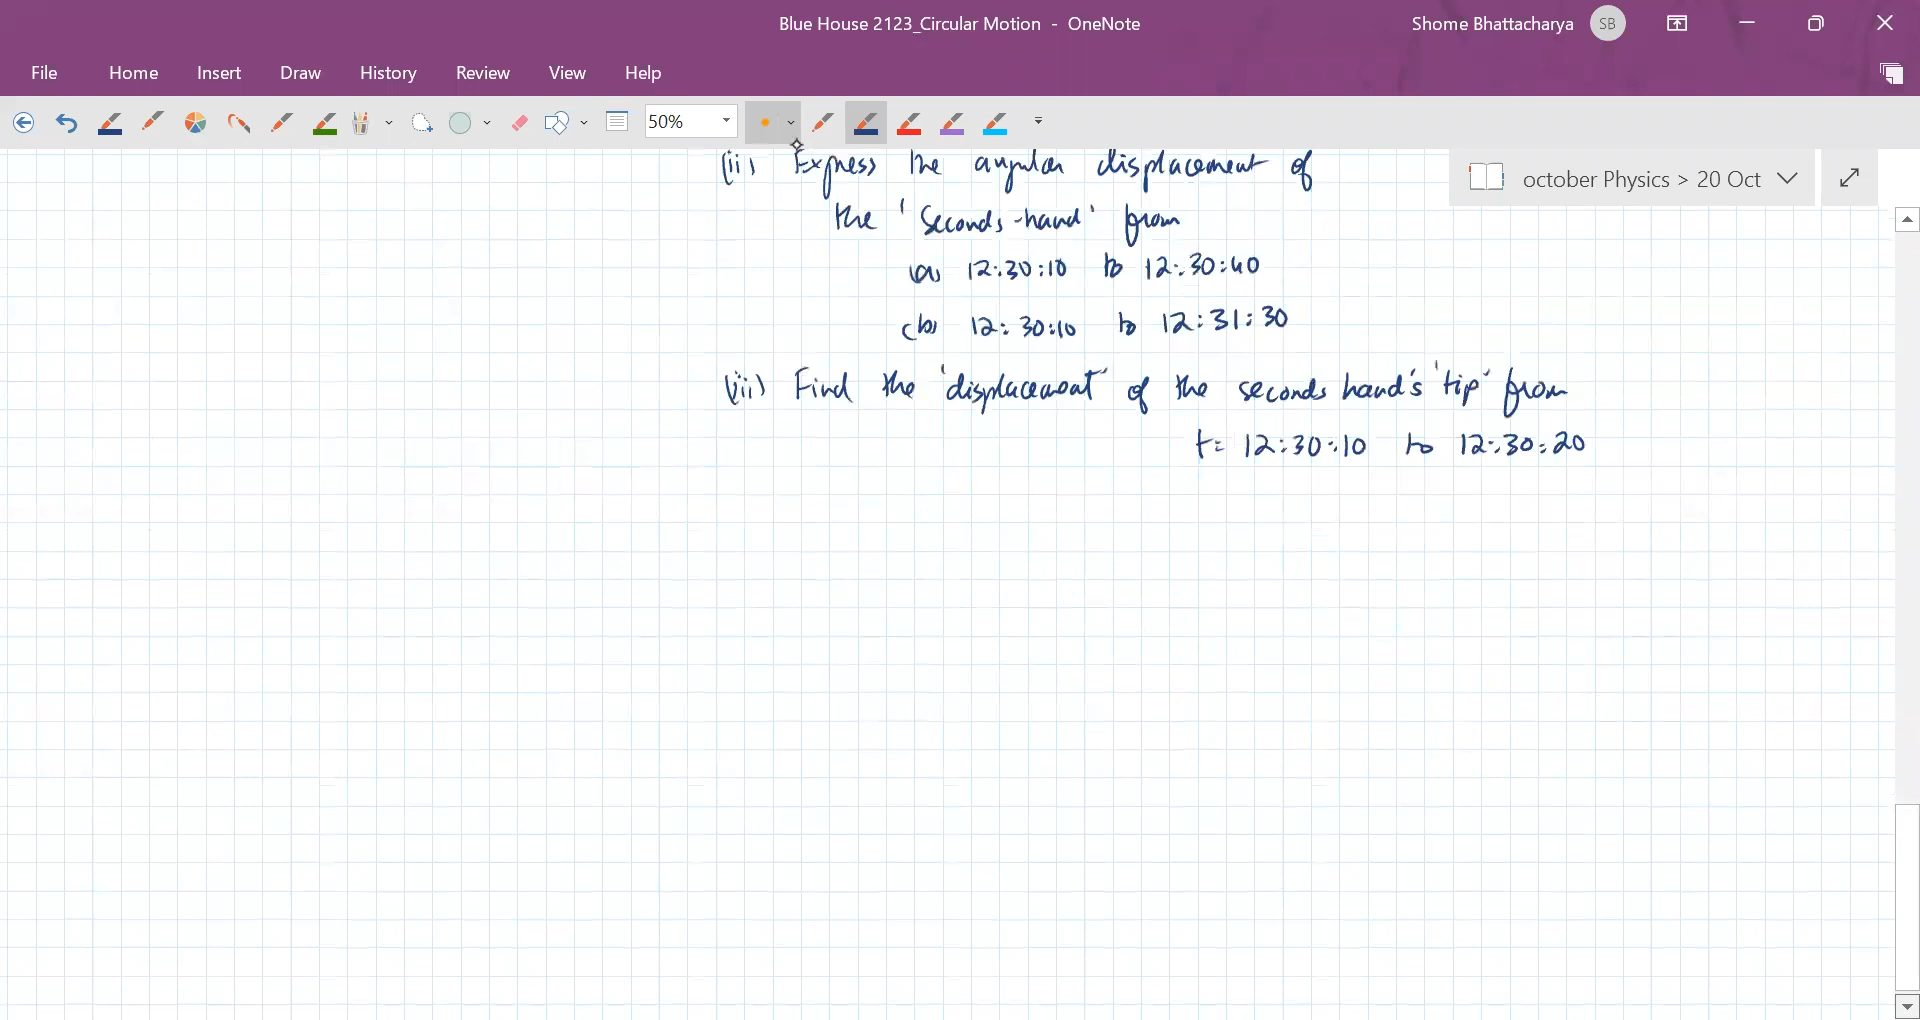 Blue House 2123_Circular Motion - OneNote
Shome Bhattacharya SB
File Home Insert Draw History Review View Help
50%
october Physics > 20 Oct
(ii) Express the angular displacement of
the 'Seconds-hand' from
(a) 12:30:10 to 12:30:40
(b) 12:30:10 to 12:31:30
(iii) Find the 'displacement' of the seconds hand's 'tip' from
t= 12:30:10 to 12:30:20